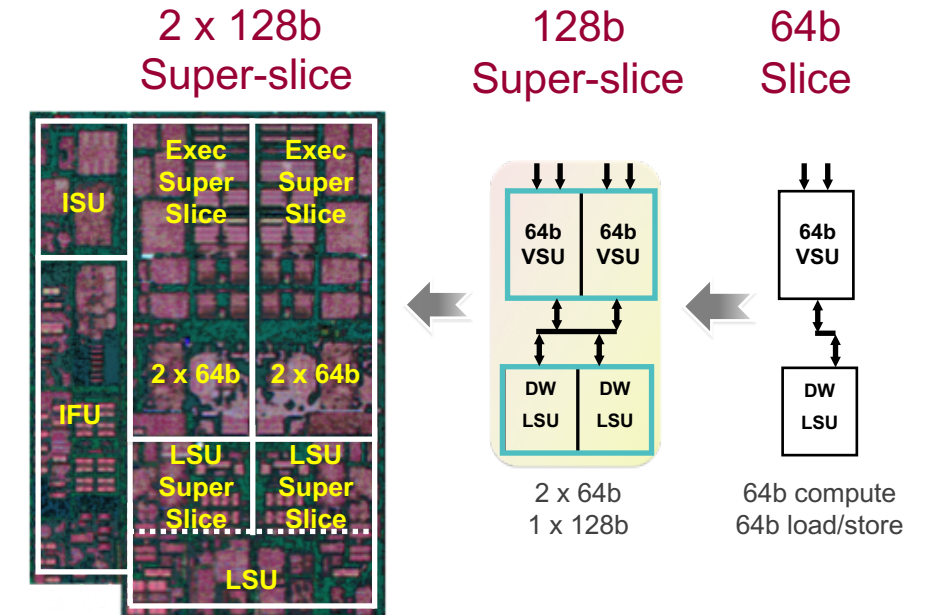 2 x 128b
Super-slice
128b
Super-slice
64b
Slice
ISU
IFU
Exec
Super
Slice
2 x 64b
Exec
Super
Slice
2 x 64b
LSU
Super
Slice
LSU
Super
Slice
LSU
64b
VSU
64b
VSU
DW
LSU
DW
LSU
2 x 64b
1 x 128b
64b
VSU
DW
LSU
64b compute
64b load/store